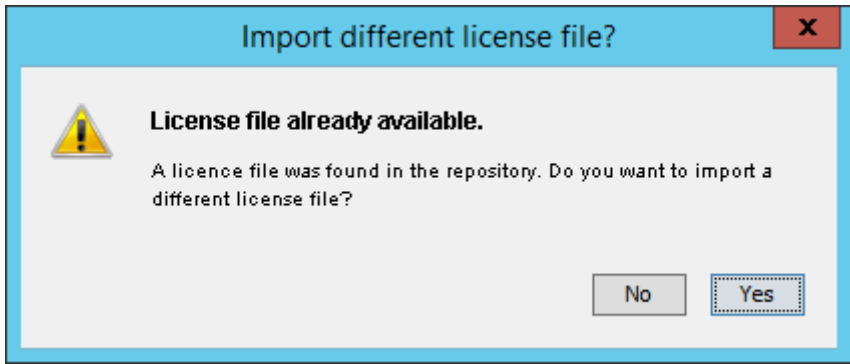 Import different license file?
x
License file already available.
A licence file was found in the repository. Do you want to import a
different license file?
No
Yes